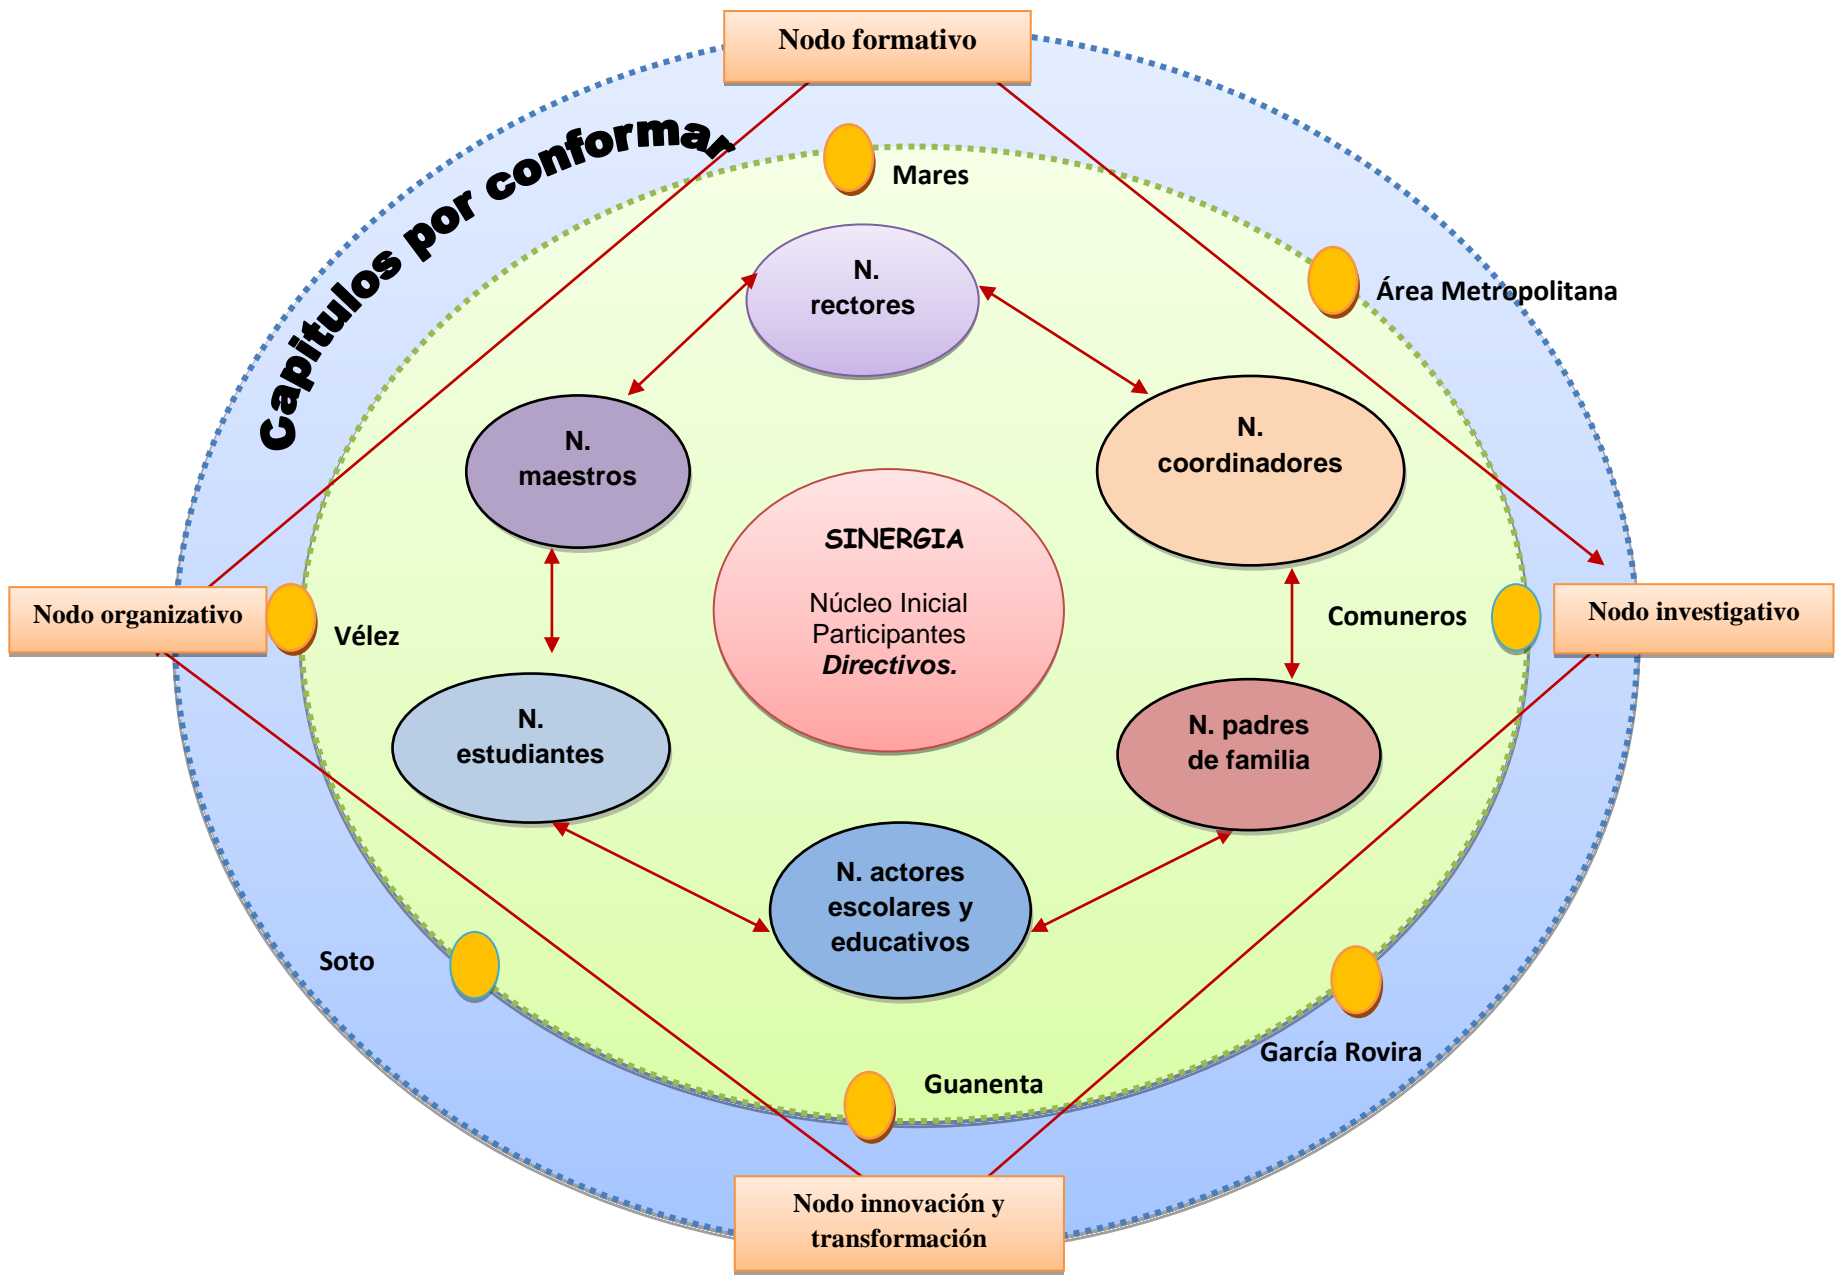 Nodo formativo
Capitulos por conformar
Mares
Área Metropolitana
N.
rectores
N.
maestros
N.
coordinadores
SINERGIA
Núcleo Inicial
Participantes
Directivos.
Nodo organizativo
Vélez
Comuneros
Nodo investigativo
N.
estudiantes
N. padres
de familia
N. actores
escolares y
educativos
Soto
García Rovira
Guanenta
Nodo innovación y
transformación